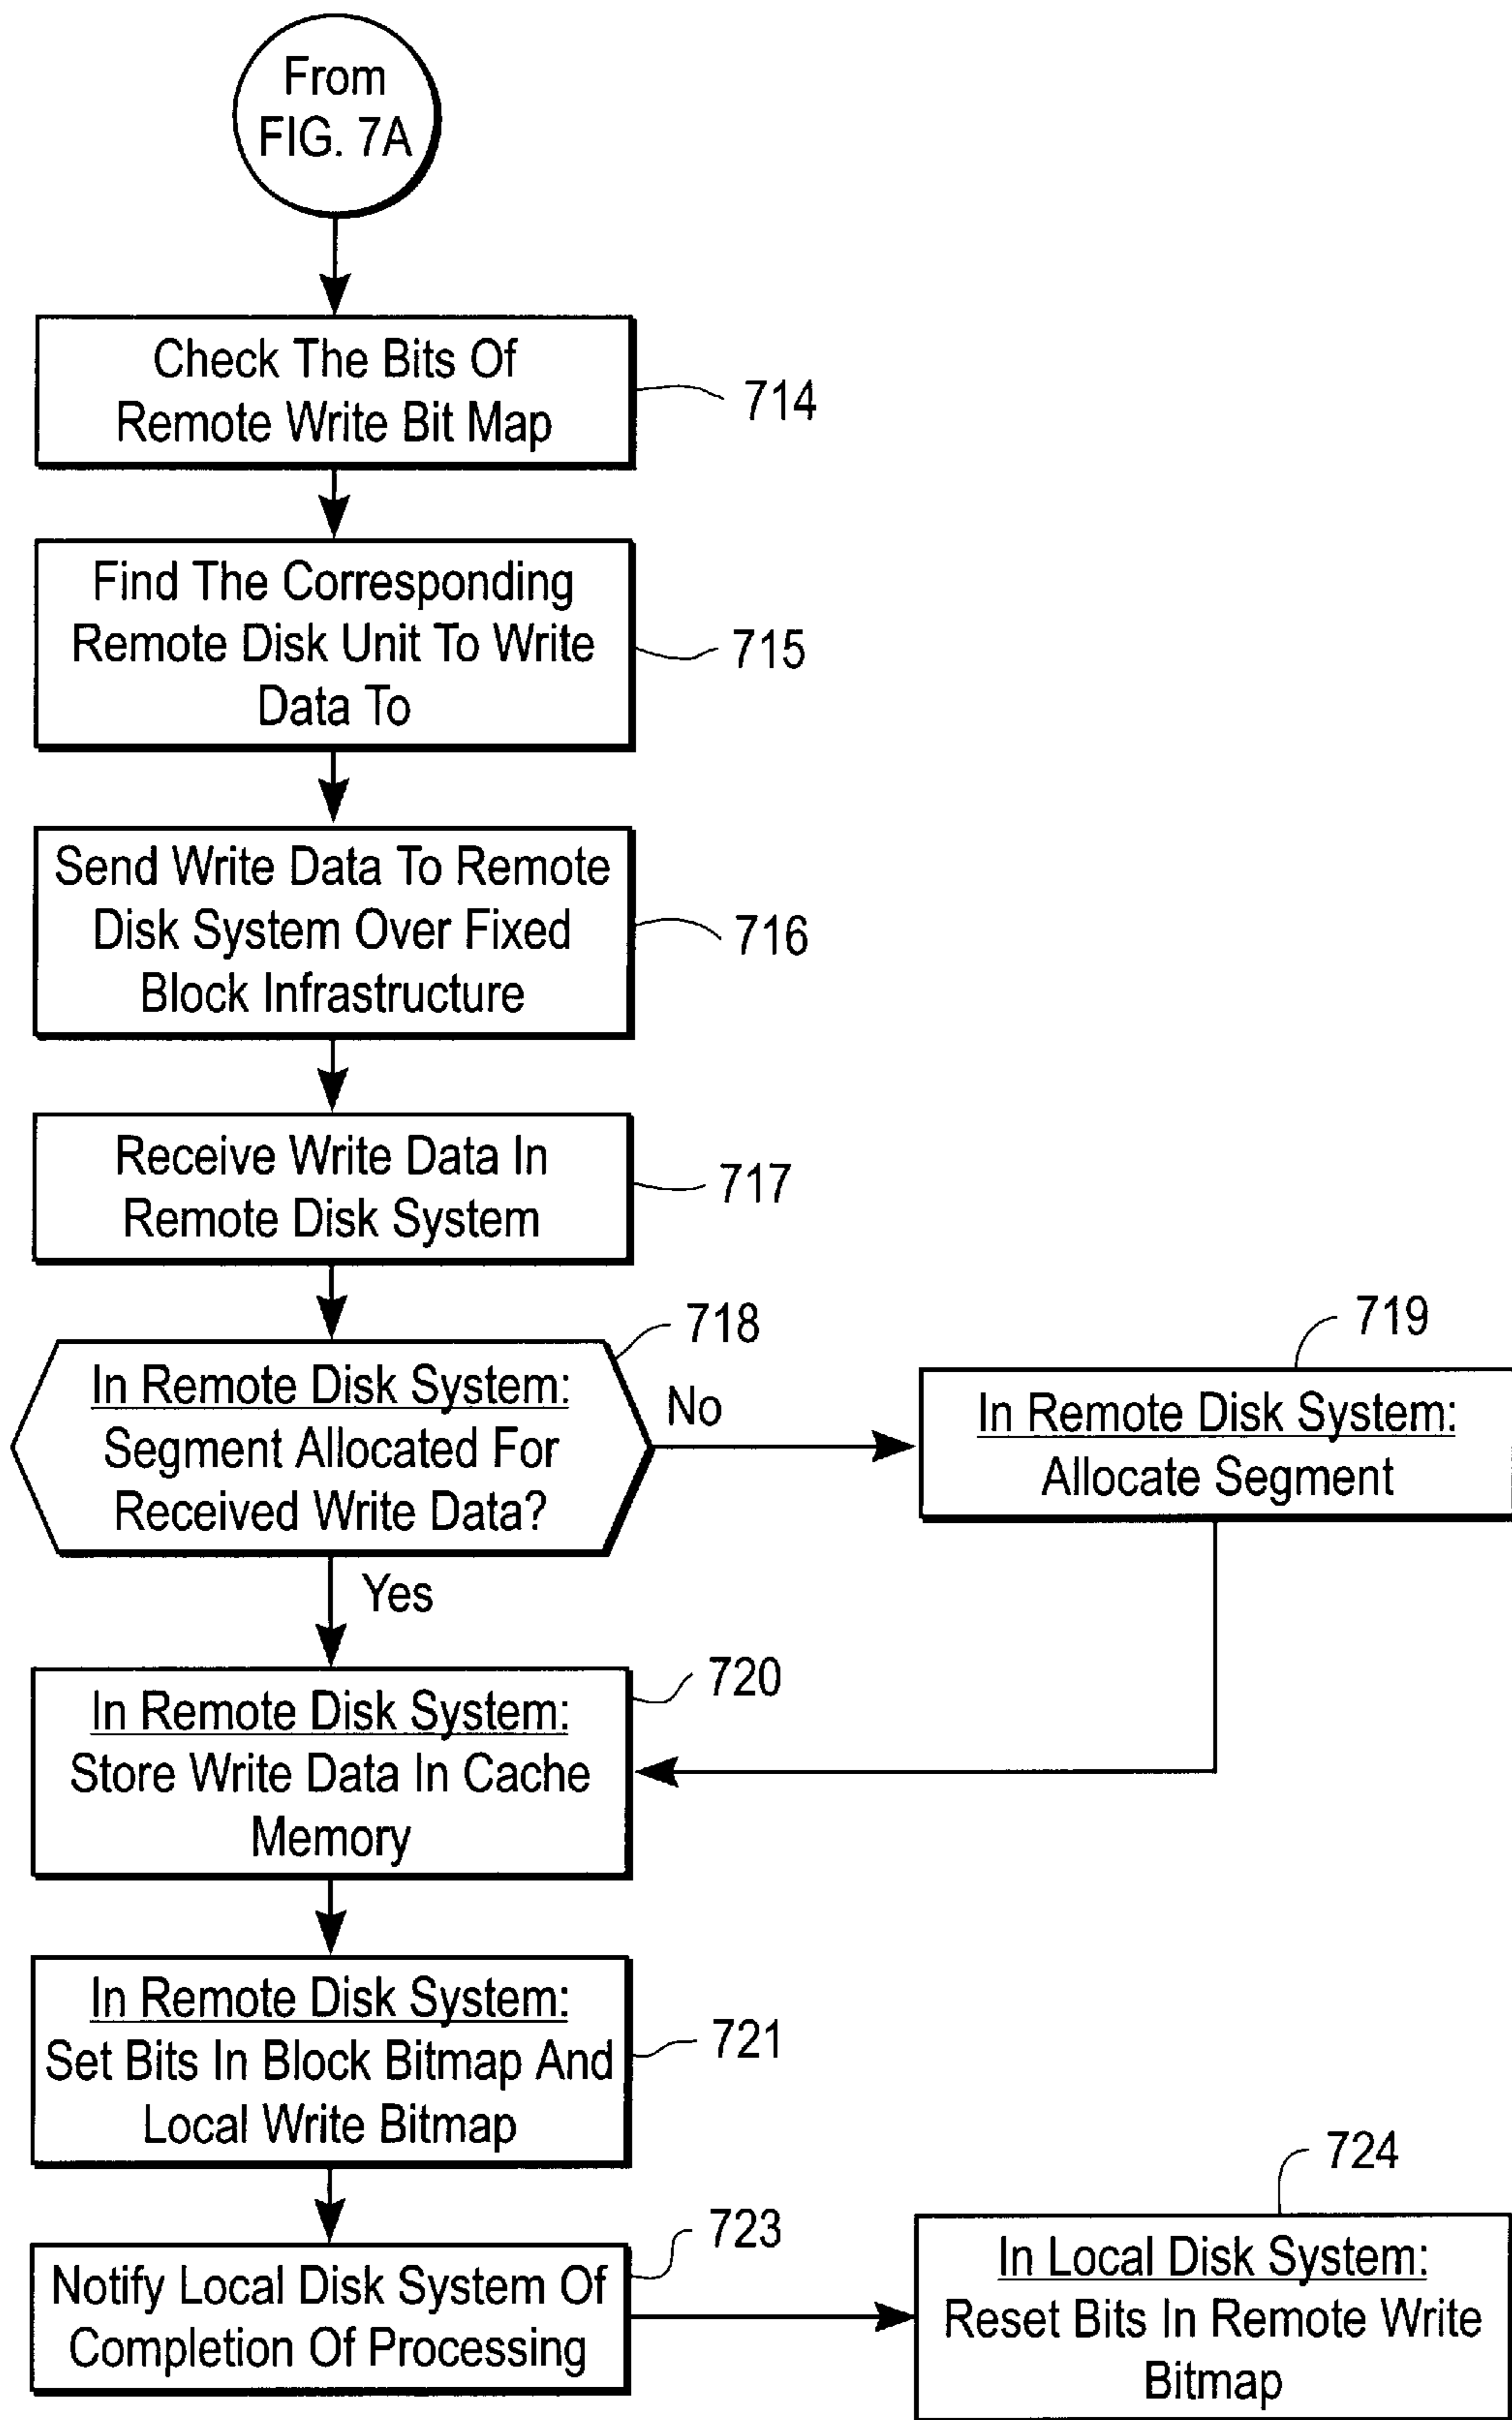 From
FIG. 7A
Check The Bits Of
Remote Write Bit Map
714
Find The Corresponding
Remote Disk Unit To Write
Data To
715
Send Write Data To Remote
Disk System Over Fixed
Block Infrastructure
716
Receive Write Data In
Remote Disk System
717
718
In Remote Disk System:
Segment Allocated For
Received Write Data?
No
Yes
719
In Remote Disk System:
Allocate Segment
720
In Remote Disk System:
Store Write Data In Cache
Memory
In Remote Disk System:
Set Bits In Block Bitmap And
Local Write Bitmap
721
723
Notify Local Disk System Of
Completion Of Processing
724
In Local Disk System:
Reset Bits In Remote Write
Bitmap